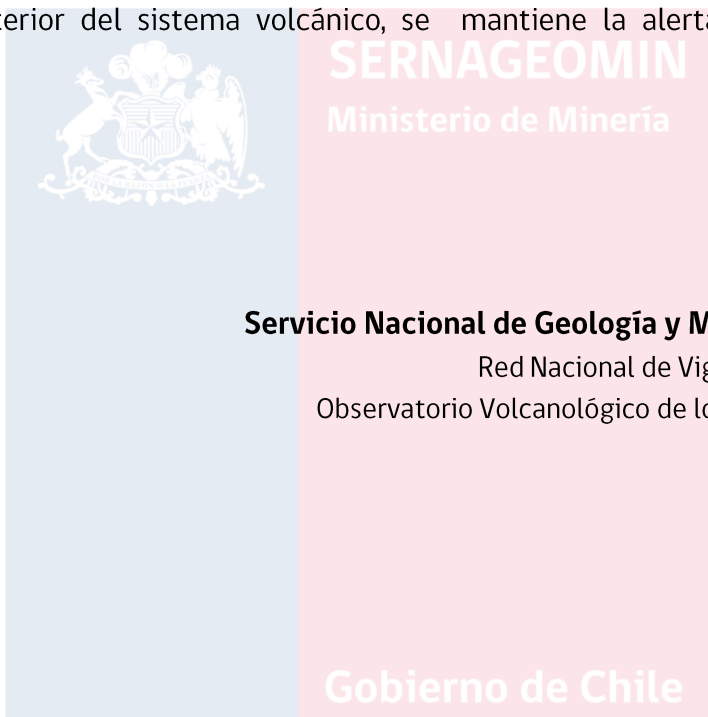 terior del sistema volcánico, se mantiene la alerta
SERNAGEOMIN
Ministerio de Minería
Servicio Nacional de Geología y M
Red Nacional de Vig
Observatorio Volcanológico de lo
Gobierno de Chile